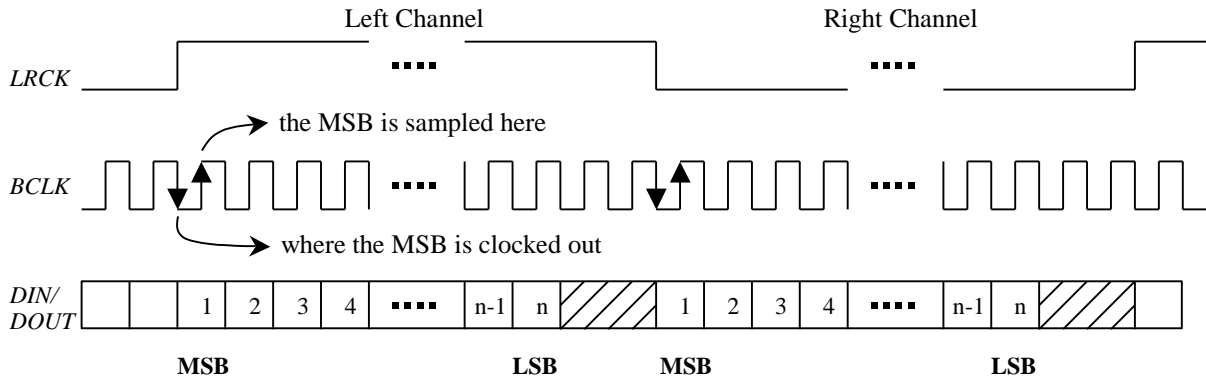 Left Channel Right Channel
LRCK
the MSB is sampled here
BCLK
where the MSB is clocked out
DIN/
DOUT
1 2 3 4 n-1 n 1 2 3 4 n-1 n
MSB LSB MSB LSB